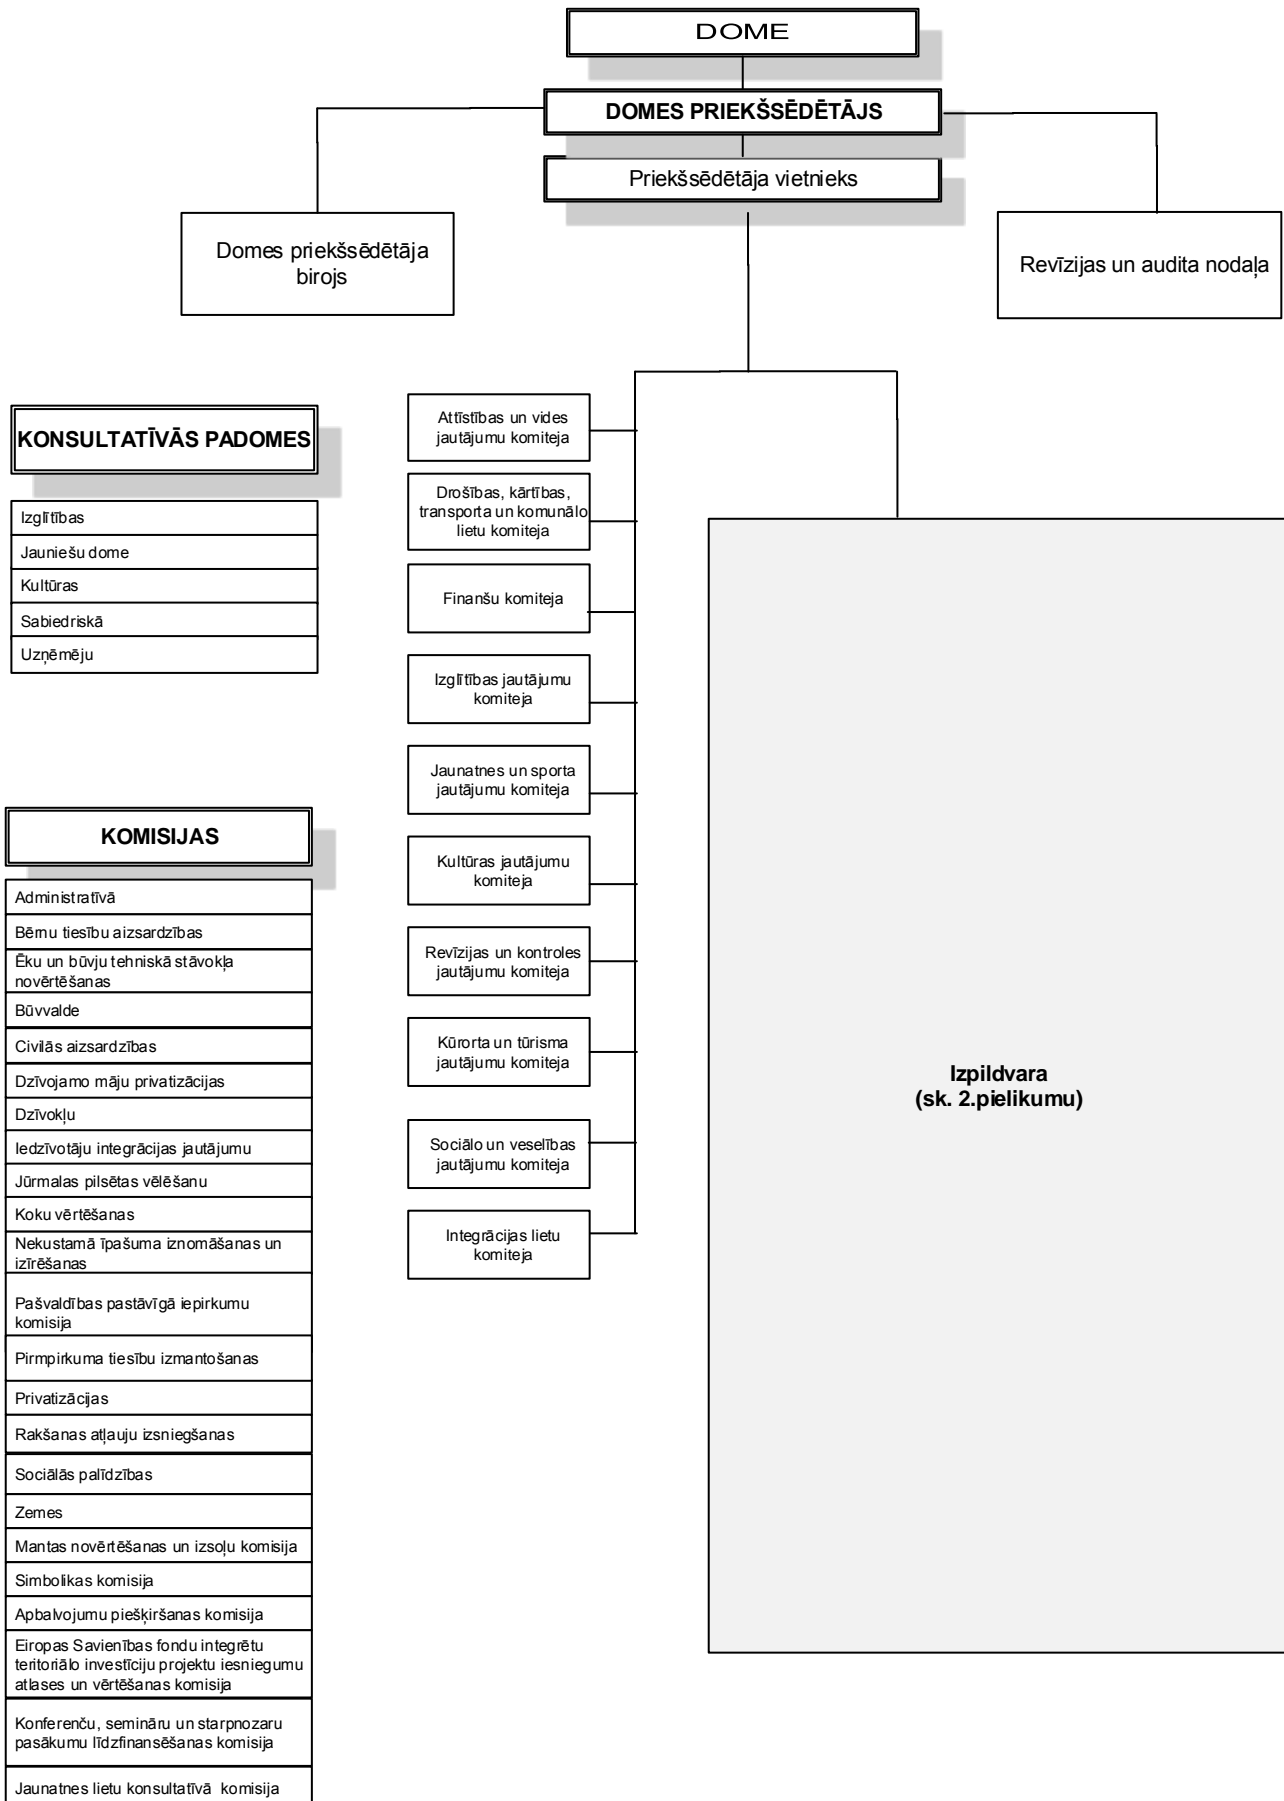 DOME
DOMES PRIEKŠSĒDĒTĀJS
Priekšsēdētāja vietnieks
Domes priekšsēdētāja
birojs
Revīzijas un audita nodaļa
KONSULTATĪVĀS PADOMES
Izglītības
Jauniešu dome
Kultūras
Sabiedriskā
Uzņēmēju
KOMISIJAS
Administratīvā
Bērnu tiesību aizsardzības
Ēku un būvju tehniskā stāvokļa
novērtēšanas
Būvvalde
Civilās aizsardzības
Dzīvojamo māju privatizācijas
Dzīvokļu
Iedzīvotāju integrācijas jautājumu
Jūrmalas pilsētas vēlēšanu
Koku vērtēšanas
Nekustamā īpašuma iznomāšanas un
izīrēšanas
Pašvaldības pastāvīgā iepirkumu
komisija
Pirmpirkuma tiesību izmantošanas
Privatizācijas
Rakšanas atļauju izsniegšanas
Sociālās palīdzības
Zemes
Mantas novērtēšanas un izsoļu komisija
Simbolikas komisija
Apbalvojumu piešķiršanas komisija
Eiropas Savienības fondu integrētu
teritoriālo investīciju projektu iesniegumu
atlases un vērtēšanas komisija
Konferenču, semināru un starpnozaru
pasākumu līdzfinansēšanas komisija
Jaunatnes lietu konsultatīvā komisija
Attīstības un vides
jautājumu komiteja
Drošības, kārtības,
transporta un komunālo
lietu komiteja
Finanšu komiteja
Izglītības jautājumu
komiteja
Jaunatnes un sporta
jautājumu komiteja
Kultūras jautājumu
komiteja
Revīzijas un kontroles
jautājumu komiteja
Kūrorta un tūrisma
jautājumu komiteja
Sociālo un veselības
jautājumu komiteja
Integrācijas lietu
komiteja
Izpildvara
(sk. 2.pielikumu)